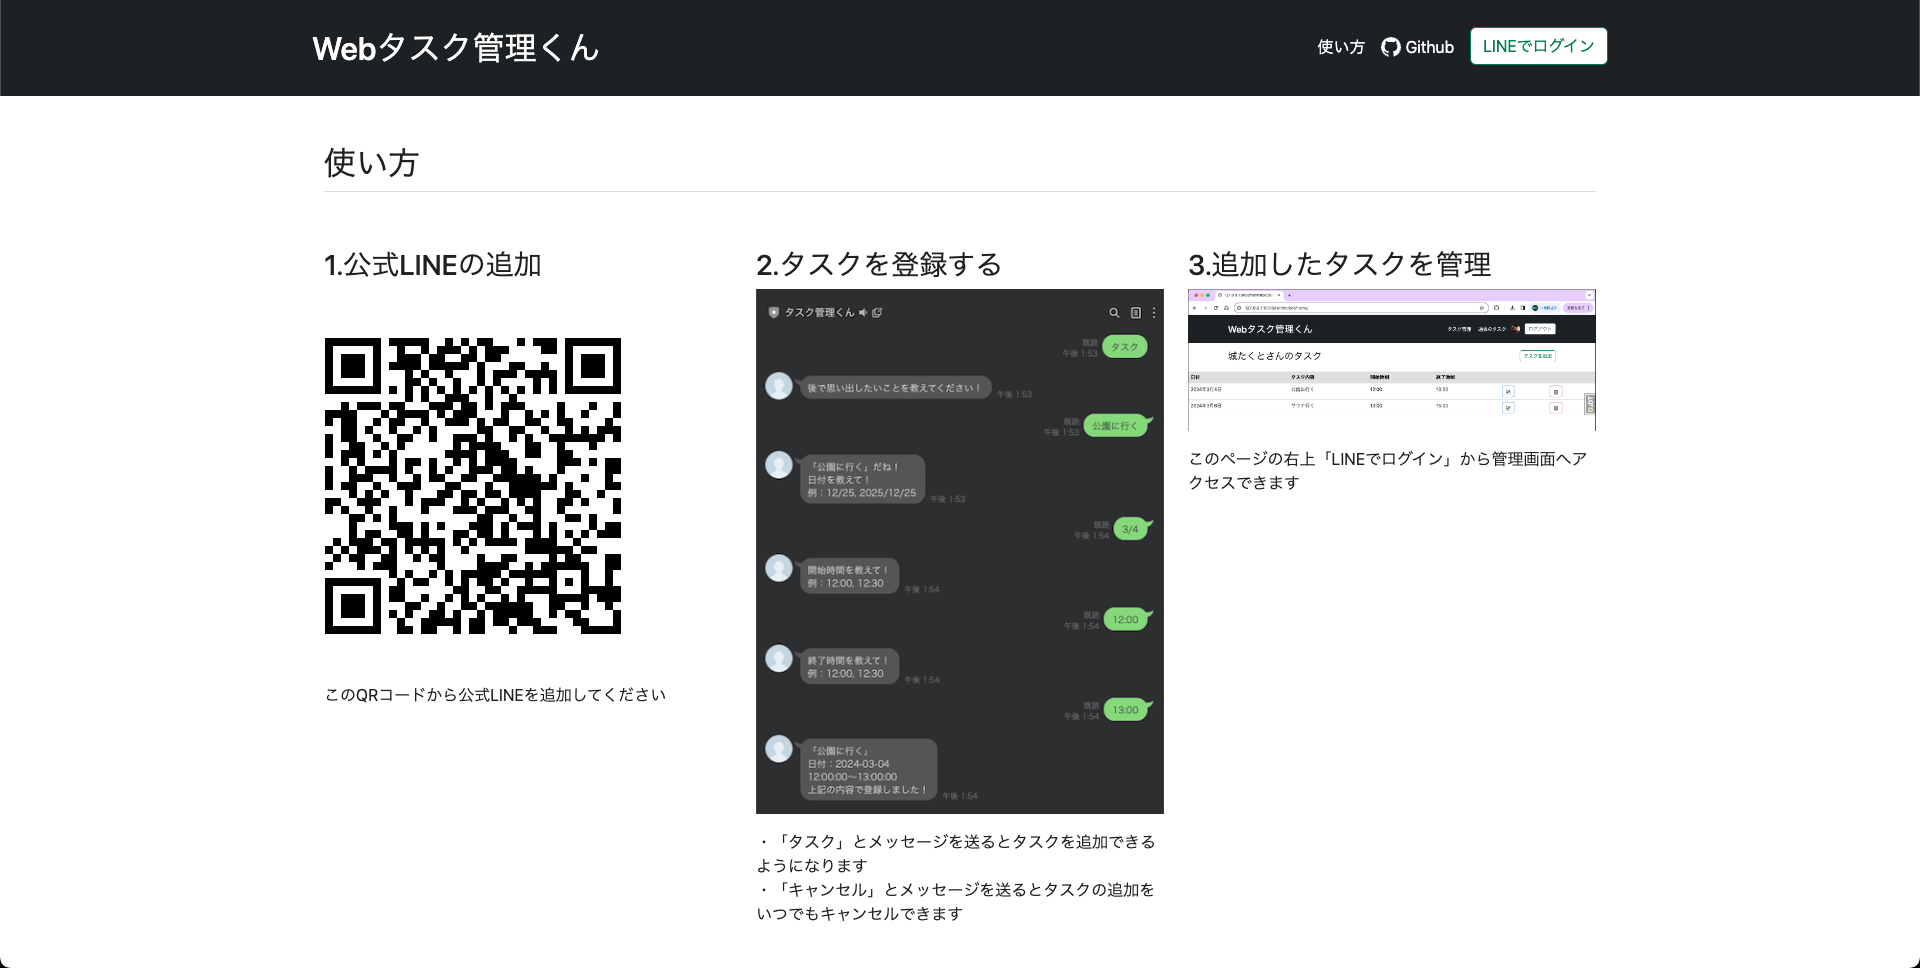 Webタスク管理くん
使い方
Github
LINEでログイン
使い方
1.公式LINEの追加
このQRコードから公式LINEを追加してください
2.タスクを登録する
タスク管理くん
既読
午後 1:53
タスク
後で思い出したいことを教えてください！
午後 1:53
既読
午後 1:53
公園に行く
「公園に行く」だね！
日付を教えて！
例：12/25, 2025/12/25
午後 1:53
既読
午後 1:54
3/4
開始時間を教えて！
例：12:00, 12:30
午後 1:54
既読
午後 1:54
12:00
終了時間を教えて！
例：12:00, 12:30
午後 1:54
既読
午後 1:54
13:00
「公園に行く」
日付：2024-03-04
12:00:00〜13:00:00
上記の内容で登録しました！
午後 1:54
・「タスク」とメッセージを送るとタスクを追加できる
ようになります
・「キャンセル」とメッセージを送るとタスクの追加を
いつでもキャンセルできます
3.追加したタスクを管理
Webタスク管理くん
タスク管理
過去のタスク
ログアウト
城たくとさんのタスク
タスクを追加
日付 タスク内容 開始時刻 終了時刻
2024年3月4日 公園に行く 12:00 13:00
2024年3月6日 サウナ行く 13:00 15:00
このページの右上「LINEでログイン」から管理画面へア
クセスできます